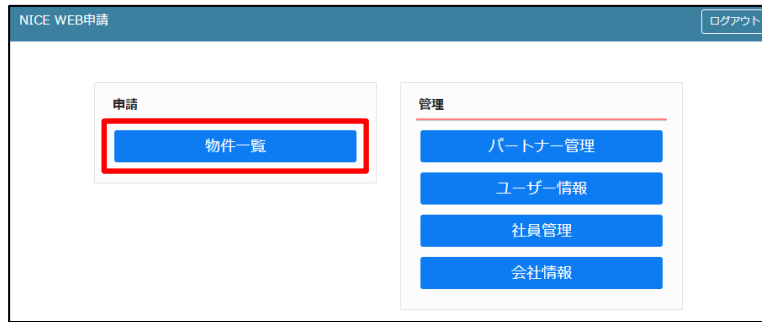 NICE WEB申請
ログアウト
申請
物件一覧
管理
パートナー管理
ユーザー情報
社員管理
会社情報